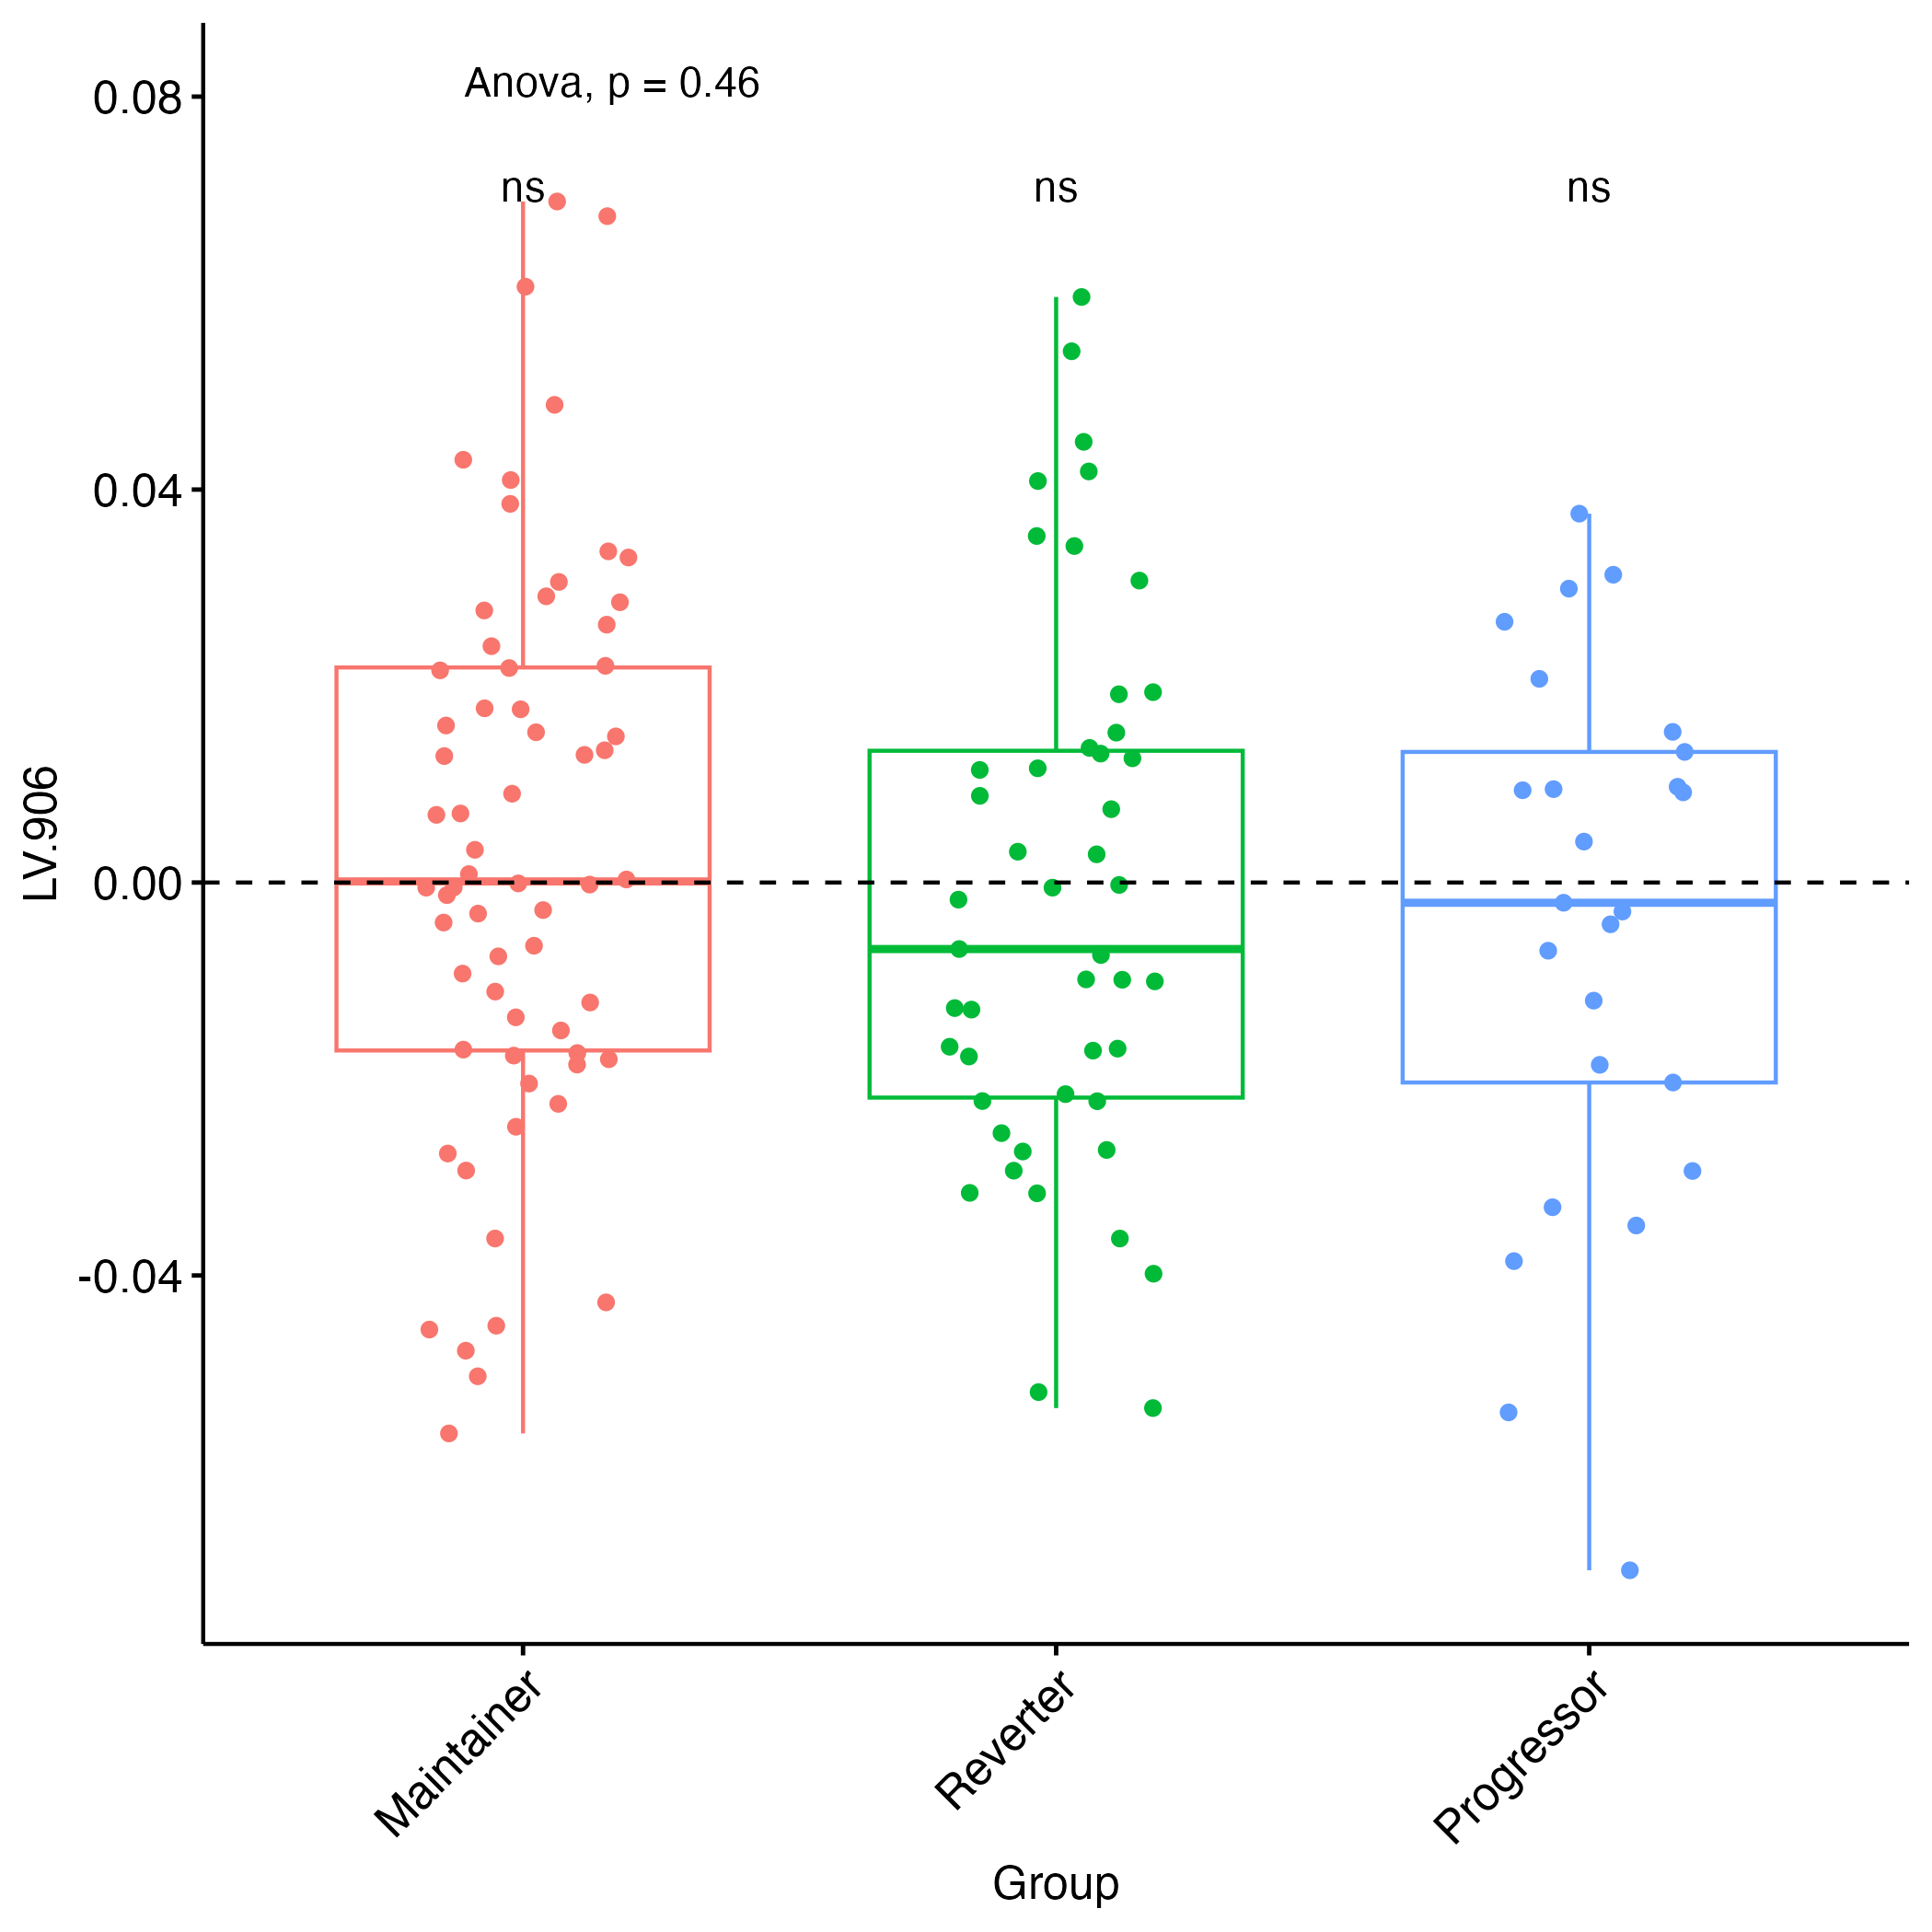 Anova, p = 0.46
ns ns ns
0.08
0.04
0.00
-0.04
LV.906
Maintainer
Reverter
Progressor
Group